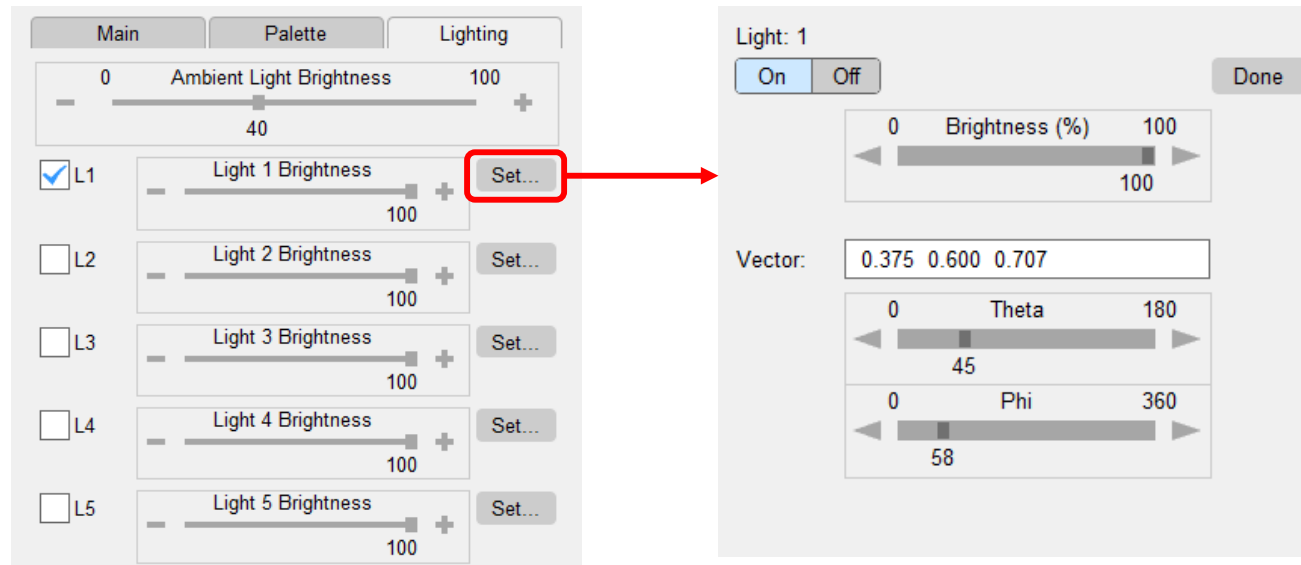 Main Palette Lighting
0 Ambient Light Brightness 100
40
L1 Light 1 Brightness Set...
100
L2 Light 2 Brightness Set...
100
L3 Light 3 Brightness Set...
100
L4 Light 4 Brightness Set...
100
L5 Light 5 Brightness Set...
100
Light: 1
On Off Done
0 Brightness (%) 100
100
Vector: 0.375 0.600 0.707
0 Theta 180
45
0 Phi 360
58